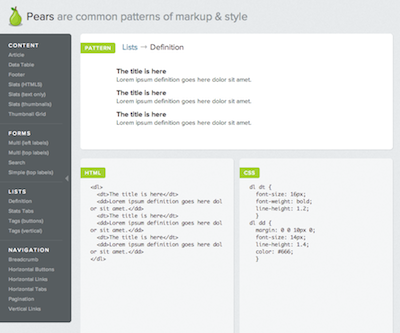 Pears are common patterns of markup & style
CONTENT
Article
Data Table
Footer
Slats (HTML5)
Slats (text only)
Slats (thumbnails)
Thumbnail Grid
FORMS
Multi (left labels)
Multi (top labels)
Search
Simple (top labels)
LISTS
Definition
Stats Tabs
Tags (buttons)
Tags (vertical)
NAVIGATION
Breadcrumb
Horizontal Buttons
Horizontal Links
Horizontal Tabs
Pagination
Vertical Links
PATTERN Lists → Definition
The title is here
Lorem ipsum definition goes here dolor sit amet.
The title is here
Lorem ipsum definition goes here dolor sit amet.
The title is here
Lorem ipsum definition goes here dolor sit amet.
HTML
<dl>
<dt>The title is here</dt>
<dd>Lorem ipsum definition goes here dol
or sit amet.</dd>
<dt>The title is here</dt>
<dd>Lorem ipsum definition goes here dol
or sit amet.</dd>
<dt>The title is here</dt>
<dd>Lorem ipsum definition goes here dol
or sit amet.</dd>
</dl>
CSS
dl dt {
font-size: 16px;
font-weight: bold;
line-height: 1.2;
}
dl dd {
margin: 0 0 10px 0;
font-size: 14px;
line-height: 1.4;
color: #666;
}